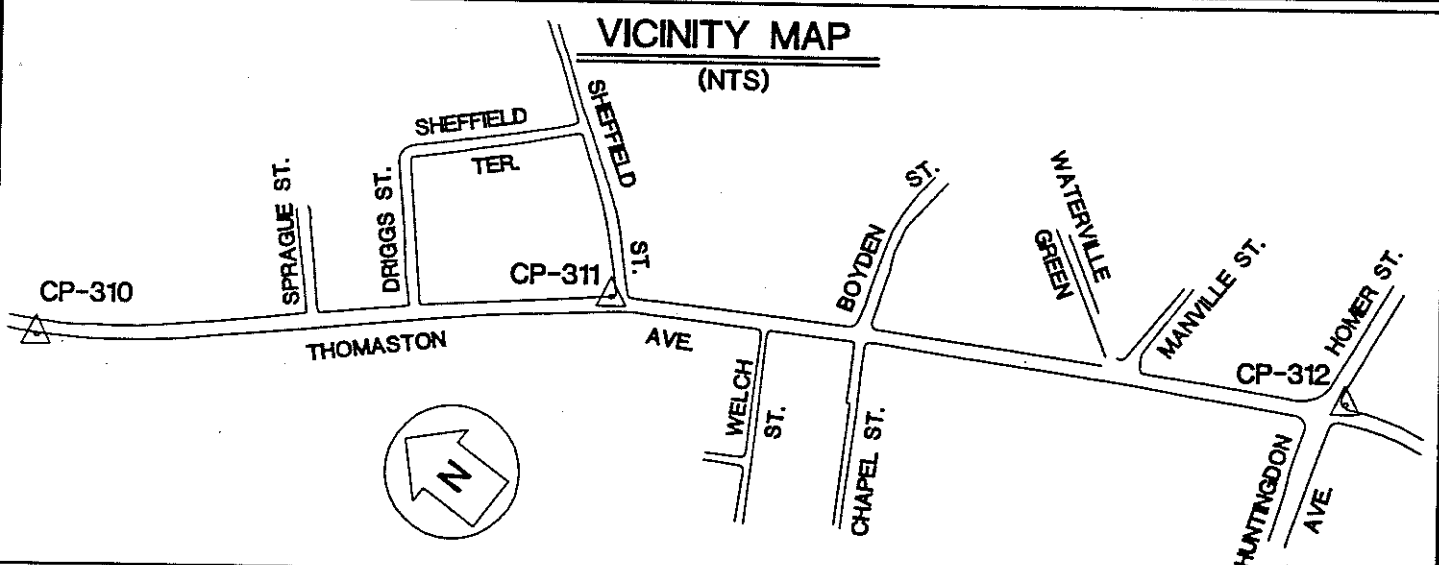 VICINITY MAP
(NTS)
SHEFFIELD
TER.
SHEFFIELD
ST.
SPRAGUE ST.
DRIGGS ST.
CP-310
CP-311
THOMASTON
AVE.
BOYDEN
ST.
WATERVILLE
GREEN
MANVILLE ST.
HOMER ST.
CP-312
WELCH
ST.
CHAPEL ST.
HUNTINGDON
AVE.
N